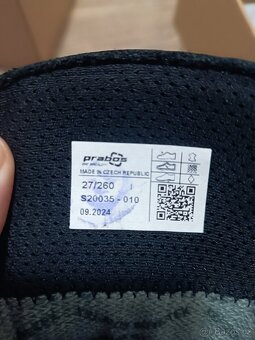 prabos
MADE IN CZECH REPUBLIC
27/260
S20035 - 010
09.2024